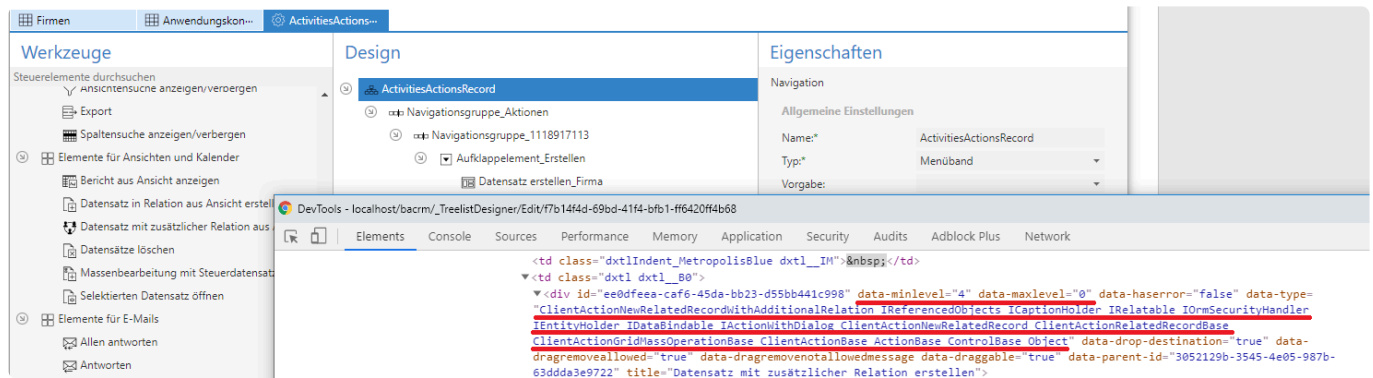 Firmen
Anwendungskon···
ActivitiesActions···
Werkzeuge
Steuerelemente durchsuchen
Ansichtensuche anzeigen/verbergen
Export
Spaltensuche anzeigen/verbergen
Elemente für Ansichten und Kalender
Bericht aus Ansicht anzeigen
Datensatz in Relation aus Ansicht erstell
Datensatz mit zusätzlicher Relation aus
Datensätze löschen
Massenbearbeitung mit Steuerdatensatz
Selektierten Datensatz öffnen
Elemente für E-Mails
Allen antworten
Antworten
Design
ActivitiesActionsRecord
Navigationsgruppe_Aktionen
Navigationsgruppe_1118917113
Aufklappelement_Erstellen
Datensatz erstellen_Firma
Eigenschaften
Navigation
Allgemeine Einstellungen
Name:* ActivitiesActionsRecord
Typ:* Menüband
Vorgabe:
DevTools - localhost/bacrm/_TreelistDesigner/Edit/f7b14f4d-69bd-41f4-bfb1-ff6420ff4b68
Elements Console Sources Performance Memory Application Security Audits Adblock Plus Network
<td class="dxtlIndent_MetropolisBlue dxtl__IM">&nbsp;</td>
▼<td class="dxtl dxtl__B0">
▼<div id="ee0dfeea-caf6-45da-bb23-d55bb441c998" data-minlevel="4" data-maxlevel="0" data-haserror="false" data-type=
"ClientActionNewRelatedRecordWithAdditionalRelation IReferencedObjects ICaptionHolder IRelatable IOrmSecurityHandler
IEntityHolder IDataBindable IActionWithDialog ClientActionNewRelatedRecord ClientActionRelatedRecordBase
ClientActionGridMassOperationBase ClientActionBase ActionBase ControlBase Object" data-drop-destination="true" data-
dragremoveallowed="true" data-dragremovenotallowedmessage data-draggable="true" data-parent-id="3052129b-3545-4e05-987b-
63ddda3e9722" title="Datensatz mit zusätzlicher Relation erstellen">